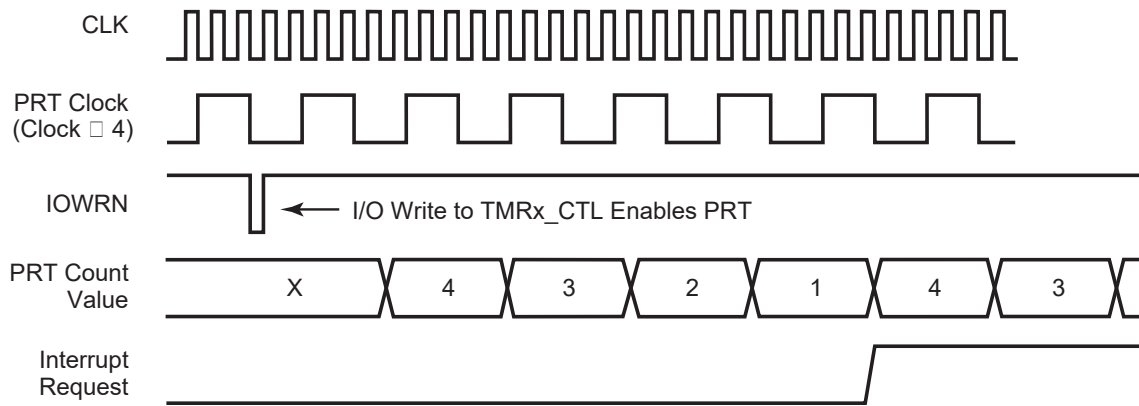 CLK
PRT Clock
(Clock □ 4)
IOWRN
I/O Write to TMRx_CTL Enables PRT
PRT Count
Value
X 4 3 2 1 4 3
Interrupt
Request